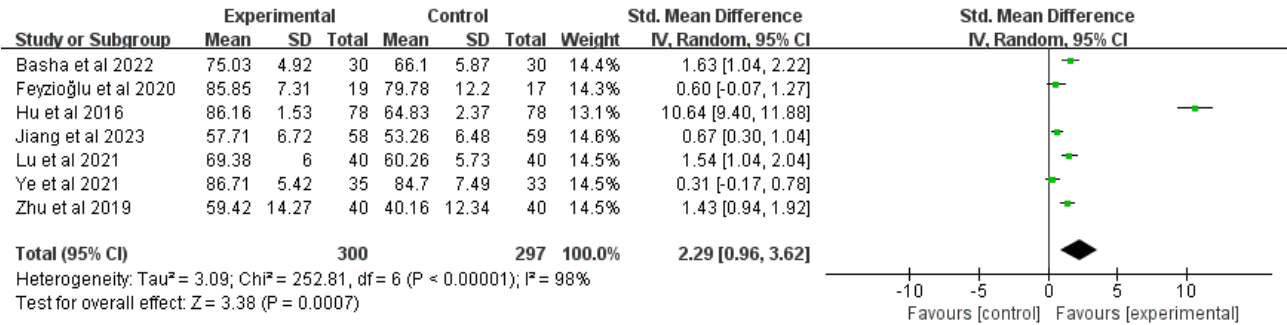 Experimental Control Std. Mean Difference Std. Mean Difference
Study or Subgroup Mean SD Total Mean SD Total Weight IV, Random, 95% CI IV, Random, 95% CI
Basha et al 2022 75.03 4.92 30 66.1 5.87 30 14.4% 1.63 [1.04, 2.22]
Feyzioğlu et al 2020 85.85 7.31 19 79.78 12.2 17 14.3% 0.60 [-0.07, 1.27]
Hu et al 2016 86.16 1.53 78 64.83 2.37 78 13.1% 10.64 [9.40, 11.88]
Jiang et al 2023 57.71 6.72 58 53.26 6.48 59 14.6% 0.67 [0.30, 1.04]
Lu et al 2021 69.38 6 40 60.26 5.73 40 14.5% 1.54 [1.04, 2.04]
Ye et al 2021 86.71 5.42 35 84.7 7.49 33 14.5% 0.31 [-0.17, 0.78]
Zhu et al 2019 59.42 14.27 40 40.16 12.34 40 14.5% 1.43 [0.94, 1.92]
Total (95% CI) 300 297 100.0% 2.29 [0.96, 3.62]
Heterogeneity: Tau² = 3.09; Chi² = 252.81, df = 6 (P < 0.00001); I² = 98%
Test for overall effect: Z = 3.38 (P = 0.0007)
-10 -5 0 5 10
Favours [control] Favours [experimental]